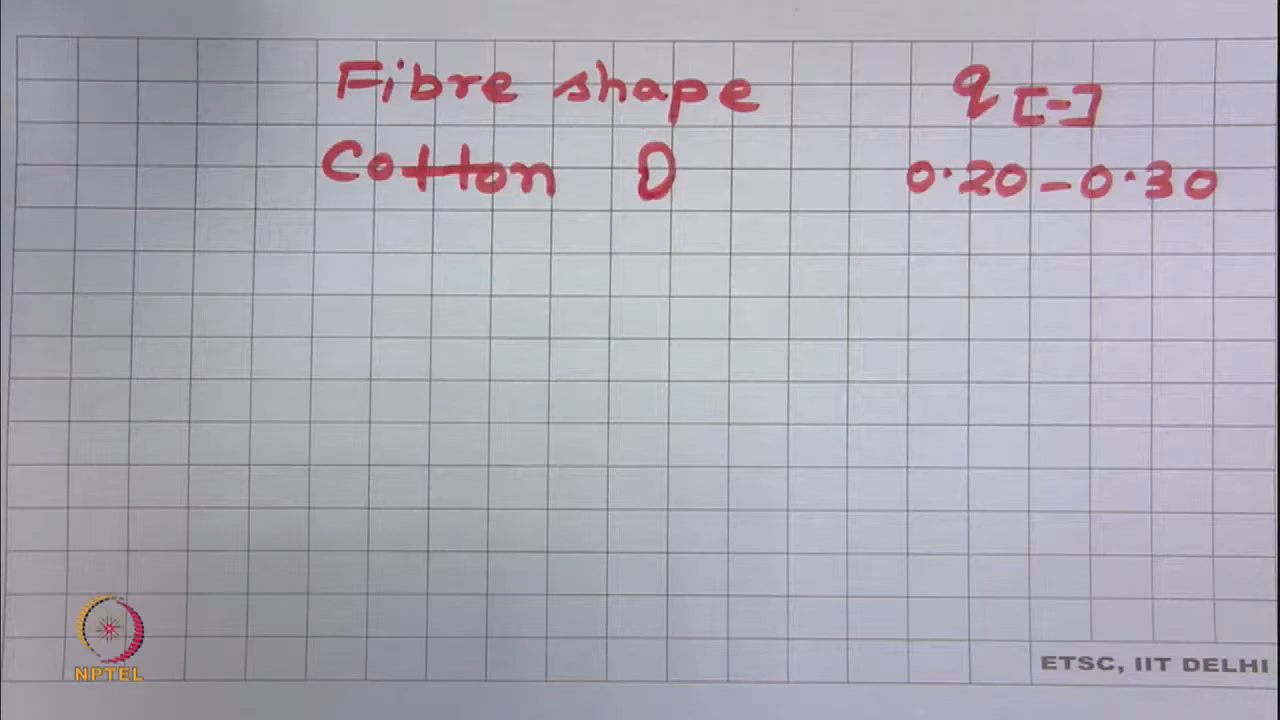 Fibre shape q [-]
Cotton D 0.20-0.30
NPTEL
ETSC, IIT DELHI